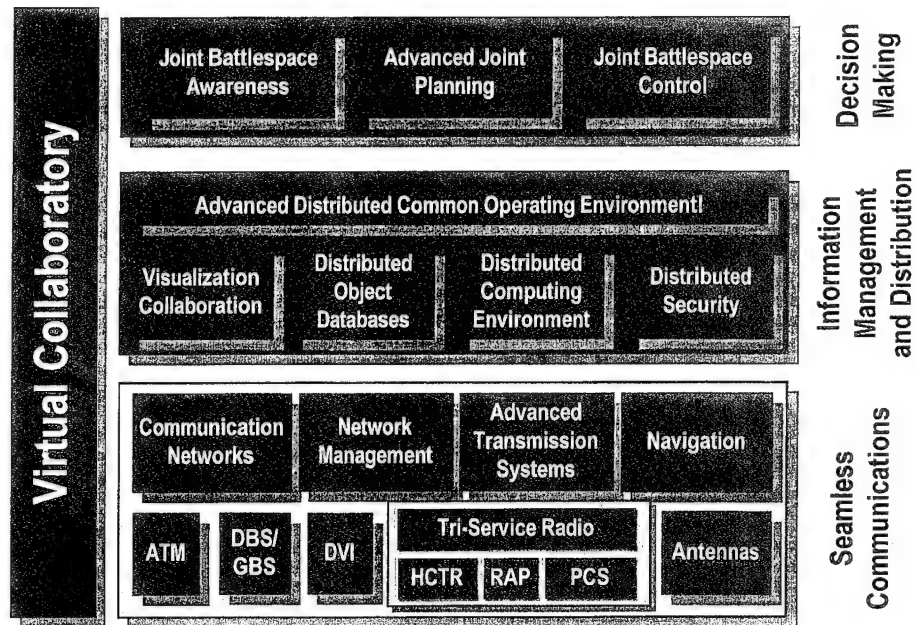 Virtual Collaboratory
Joint Battlespace
Awareness
Advanced Joint
Planning
Joint Battlespace
Control
Decision
Making
Advanced Distributed Common Operating Environmentl
Visualization
Collaboration
Distributed
Object
Databases
Distributed
Computing
Environment
Distributed
Security
Information
Management
and Distribution
Communication
Networks
Network
Management
Advanced
Transmission
Systems
Navigation
ATM
DBS/
GBS
DVI
Tri-Service Radio
HCTR
RAP
PCS
Antennas
Seamless
Communications